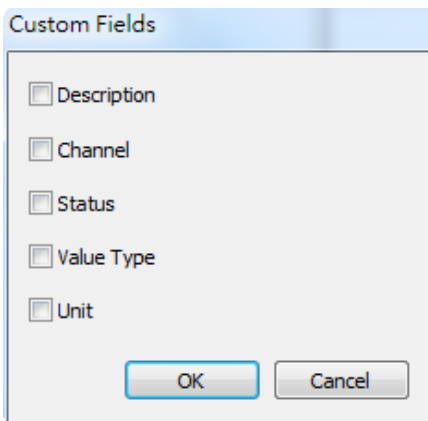 Custom Fields
Description
Channel
Status
Value Type
Unit
OK Cancel